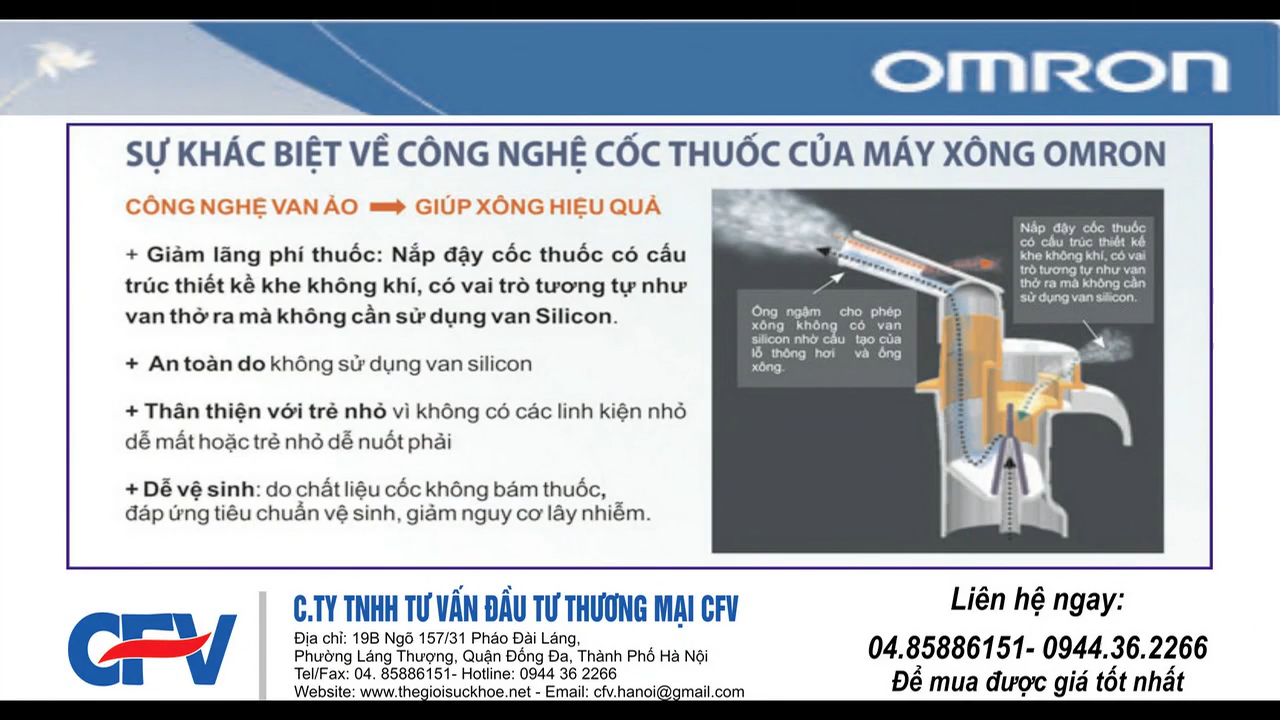 OMRON
SỰ KHÁC BIỆT VỀ CÔNG NGHỆ CỐC THUỐC CỦA MÁY XÔNG OMRON
CÔNG NGHỆ VAN ẢO ➡ GIÚP XÔNG HIỆU QUẢ
+ Giảm lãng phí thuốc: Nắp đậy cốc thuốc có cấu
trúc thiết kề khe không khí, có vai trò tương tự như
van thở ra mà không cần sử dụng van Silicon.
+ An toàn do không sử dụng van silicon
+ Thân thiện với trẻ nhỏ vì không có các linh kiện nhỏ
dễ mất hoặc trẻ nhỏ dễ nuốt phải
+ Dễ vệ sinh: do chất liệu cốc không bám thuốc,
đáp ứng tiêu chuẩn vệ sinh, giảm nguy cơ lây nhiễm.
Nắp đậy cốc thuốc
có cấu trúc thiết kế
khe không khí, có vai
trò tương tự như van
thở ra mà không cần
sử dụng van silicon.
Ống ngậm cho phép
xông không có van
silicon nhờ cấu tạo của
lỗ thông hơi và ống
xông.
CFV
C.TY TNHH TƯ VẤN ĐẦU TƯ THƯƠNG MẠI CFV
Địa chỉ: 19B Ngõ 157/31 Pháo Đài Láng,
Phường Láng Thượng, Quận Đống Đa, Thành Phố Hà Nội
Tel/Fax: 04. 85886151- Hotline: 0944 36 2266
Website: www.thegioisuckhoe.net - Email: cfv.hanoi@gmail.com
Liên hệ ngay:
04.85886151- 0944.36.2266
Để mua được giá tốt nhất